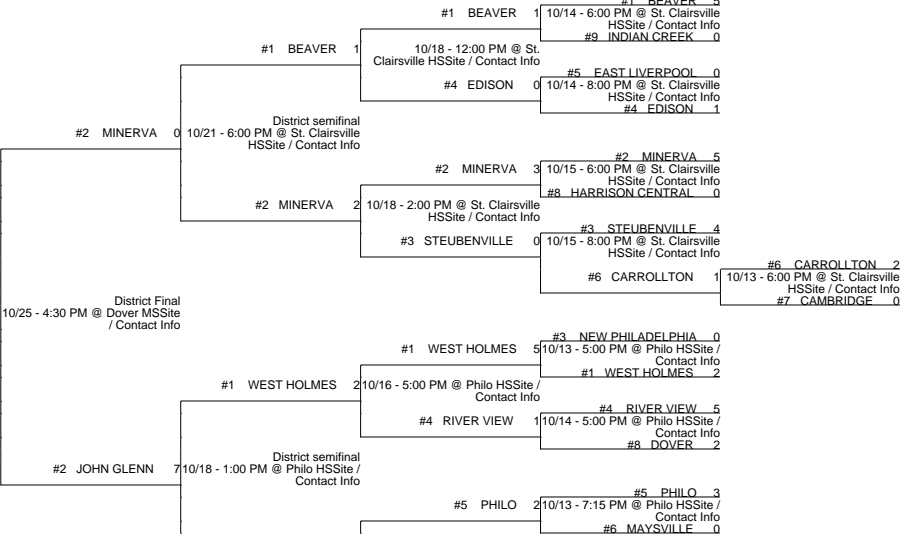 #1 BEAVER 5
#1 BEAVER 1
10/14 - 6:00 PM @ St. Clairsville
HSSite / Contact Info
#9 INDIAN CREEK 0
#1 BEAVER 1
10/18 - 12:00 PM @ St.
Clairsville HSSite / Contact Info
#5 EAST LIVERPOOL 0
#4 EDISON 0
10/14 - 8:00 PM @ St. Clairsville
HSSite / Contact Info
#4 EDISON 1
#2 MINERVA 0
District semifinal
10/21 - 6:00 PM @ St. Clairsville
HSSite / Contact Info
#2 MINERVA 5
#2 MINERVA 3
10/15 - 6:00 PM @ St. Clairsville
HSSite / Contact Info
#8 HARRISON CENTRAL 0
#2 MINERVA 2
10/18 - 2:00 PM @ St. Clairsville
HSSite / Contact Info
#3 STEUBENVILLE 4
#3 STEUBENVILLE 0
10/15 - 8:00 PM @ St. Clairsville
HSSite / Contact Info
#6 CARROLLTON 1
#6 CARROLLTON 2
10/13 - 6:00 PM @ St. Clairsville
HSSite / Contact Info
#7 CAMBRIDGE 0
District Final
10/25 - 4:30 PM @ Dover MSSite
/ Contact Info
#3 NEW PHILADELPHIA 0
#1 WEST HOLMES 5
10/13 - 5:00 PM @ Philo HSSite /
Contact Info
#1 WEST HOLMES 2
#1 WEST HOLMES 2
10/16 - 5:00 PM @ Philo HSSite /
Contact Info
#4 RIVER VIEW 5
#4 RIVER VIEW 1
10/14 - 5:00 PM @ Philo HSSite /
Contact Info
#8 DOVER 2
#2 JOHN GLENN 7
District semifinal
10/18 - 1:00 PM @ Philo HSSite /
Contact Info
#5 PHILO 3
#5 PHILO 2
10/13 - 7:15 PM @ Philo HSSite /
Contact Info
#6 MAYSVILLE 0